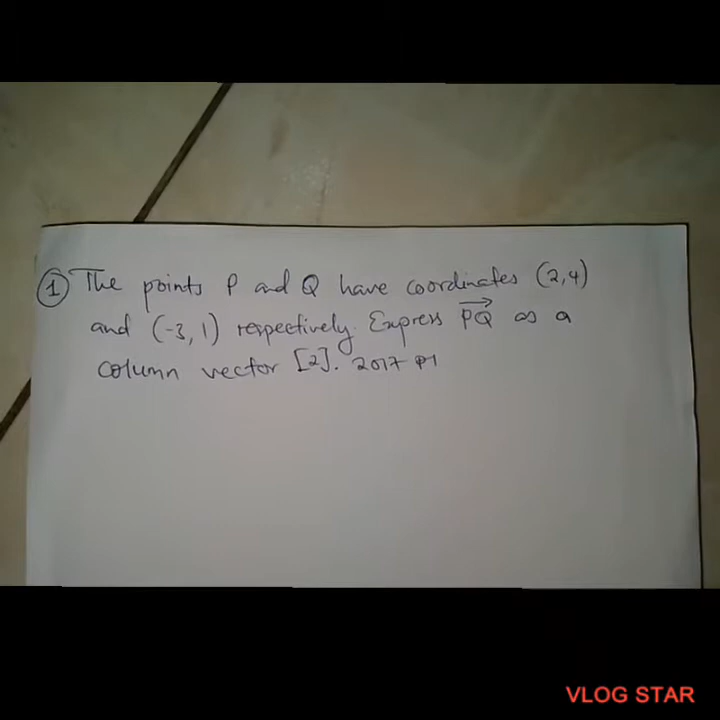 ① The points P and Q have coordinates (2,4)
and (-3,1) respectively. Express PQ⃗ as a
column vector [2]. 2017 P1
VLOG STAR